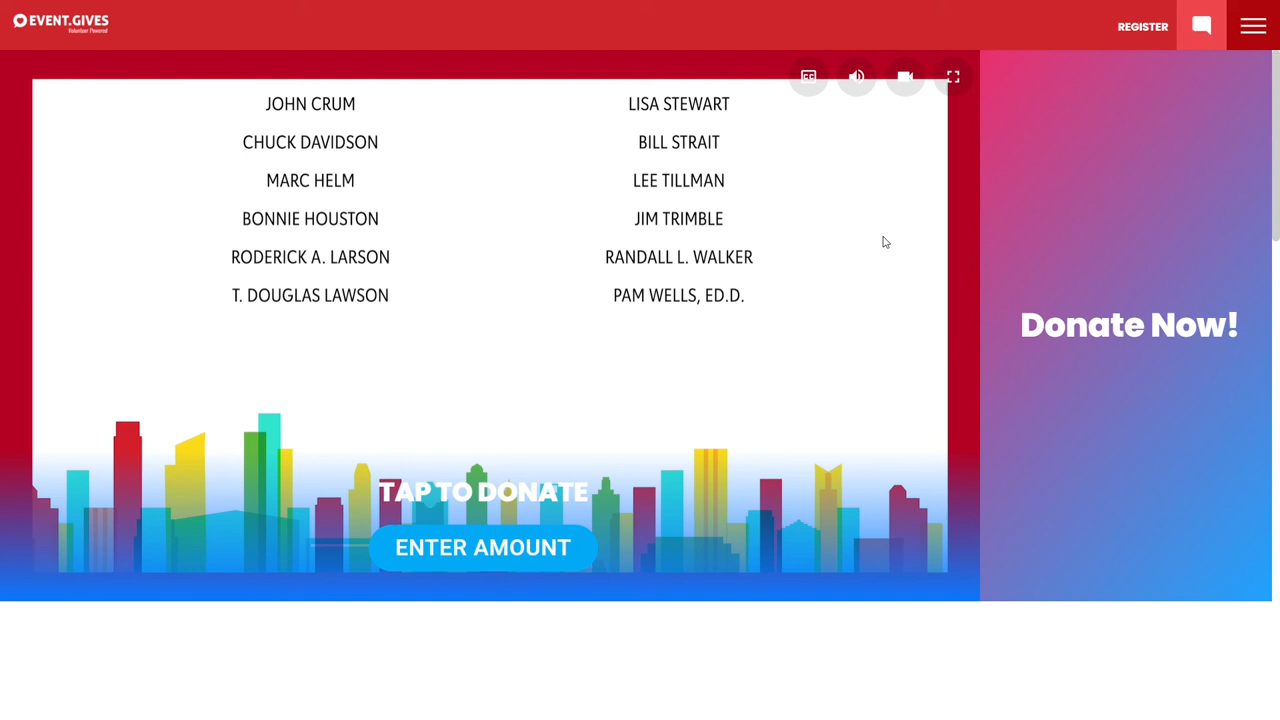 EVENT.GIVES
Volunteer Powered
REGISTER
CC
JOHN CRUM
CHUCK DAVIDSON
MARC HELM
BONNIE HOUSTON
RODERICK A. LARSON
T. DOUGLAS LAWSON
LISA STEWART
BILL STRAIT
LEE TILLMAN
JIM TRIMBLE
RANDALL L. WALKER
PAM WELLS, ED.D.
TAP TO DONATE
ENTER AMOUNT
Donate Now!